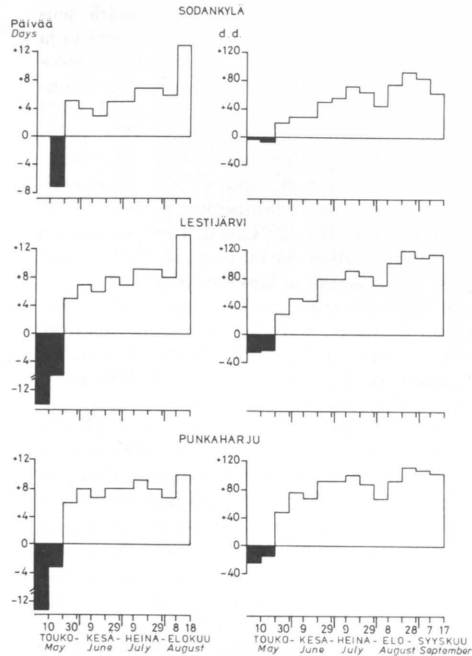 SODANKYLÄ
Päivää
Days
d.d.
+12
+8
+4
0
-4
-8
+120
+80
+40
0
-40
LESTIJÄRVI
+12
+8
+4
0
-4
-12
+120
+80
+40
0
-40
PUNKAHARJU
+12
+8
+4
0
-4
-12
+120
+80
+40
0
-40
10 30 9 29 9 29 8 18
TOUKO- KESÄ- HEINÄ- ELOKUU
May June July August
10 30 9 29 9 29 8 28 7 17
TOUKO- KESÄ- HEINÄ- ELO- SYYSKUU
May June July August September